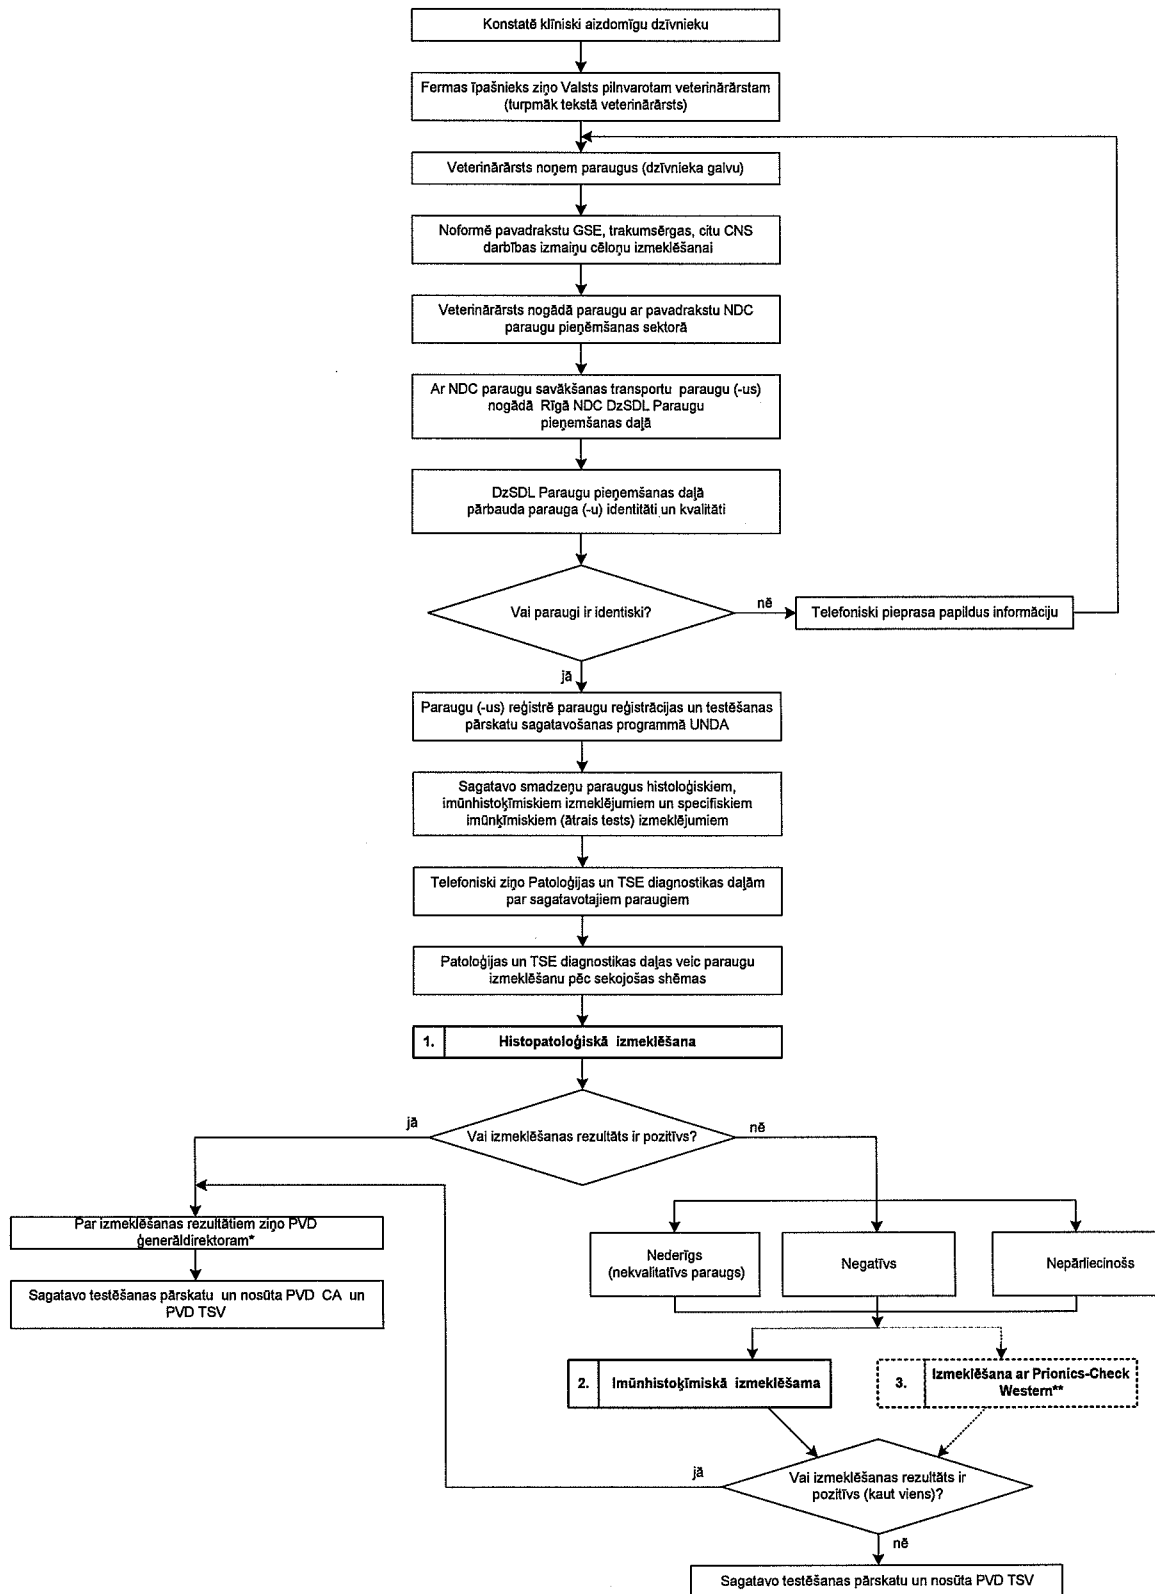 Konstatē klīniski aizdomīgu dzīvnieku
Fermas īpašnieks ziņo Valsts pilnvarotam veterinārārstam
(turpmāk tekstā veterinārārsts)
Veterinārārsts noņem paraugus (dzīvnieka galvu)
Noformē pavadrakstu GSE, trakumsērgas, citu CNS
darbības izmaiņu cēloņu izmeklēšanai
Veterinārārsts nogādā paraugu ar pavadrakstu NDC
paraugu pieņēmšanas sektorā
Ar NDC paraugu savākšanas transportu paraugu (-us)
nogādā Rīgā NDC DzSDL Paraugu
pieņemšanas daļā
DzSDL Paraugu pieņemšanas daļā
pārbauda parauga (-u) identitāti un kvalitāti
Vai paraugi ir identiski?
nē
Telefoniski pieprasa papildus informāciju
jā
Paraugu (-us) reģistrē paraugu reģistrācijas un testēšanas
pārskatu sagatavošanas programmā UNDA
Sagatavo smadzeņu paraugus histoloģiskiem,
imūnhistoķīmiskiem izmeklējumiem un specifiskiem
imūnķīmiskiem (ātrais tests) izmeklējumiem
Telefoniski ziņo Patoloģijas un TSE diagnostikas daļām
par sagatavotajiem paraugiem
Patoloģijas un TSE diagnostikas daļas veic paraugu
izmeklēšanu pēc sekojošas shēmas
1. Histopatoloģiskā izmeklēšana
jā
Vai izmeklēšanas rezultāts ir pozitīvs?
nē
Par izmeklēšanas rezultātiem ziņo PVD
ģenerāldirektoram*
Sagatavo testēšanas pārskatu un nosūta PVD CA un
PVD TSV
Nederīgs
(nekvalitatīvs paraugs)
Negatīvs
Nepārliecinošs
2. Imūnhistoķīmiskā izmeklēšama
3. Izmeklēšana ar Prionics-Check
Western**
jā
Vai izmeklēšanas rezultāts ir
pozitīvs (kaut viens)?
nē
Sagatavo testēšanas pārskatu un nosūta PVD TSV